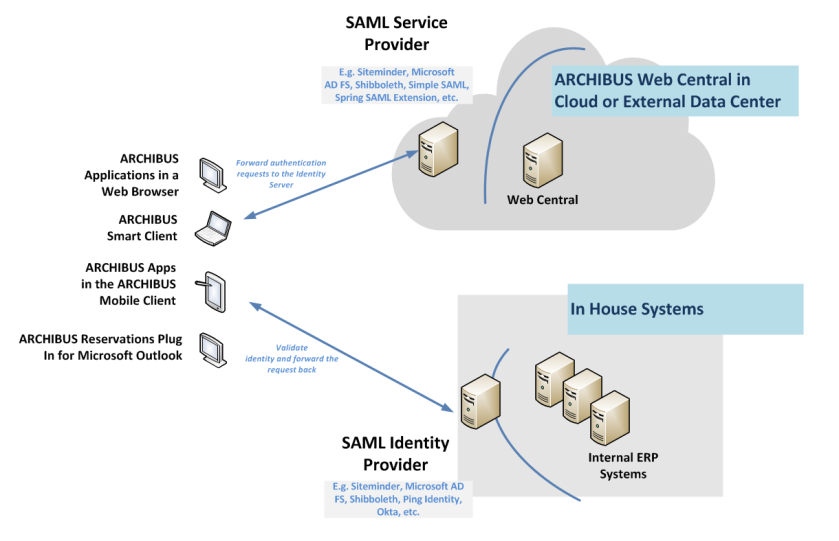 SAML Service
Provider
E.g. Siteminder, Microsoft
AD FS, Shibboleth, Simple SAML,
Spring SAML Extension, etc.
ARCHIBUS Web Central in
Cloud or External Data Center
Web Central
ARCHIBUS
Applications in a
Web Browser
Forward authentication
requests to the Identity
Server
ARCHIBUS
Smart Client
ARCHIBUS Apps
in the ARCHIBUS
Mobile Client
ARCHIBUS Reservations Plug
In for Microsoft Outlook
Validate
identity and forward the
request back
In House Systems
Internal ERP
Systems
SAML Identity
Provider
E.g. Siteminder, Microsoft AD
FS, Shibboleth, Ping Identity,
Okta, etc.